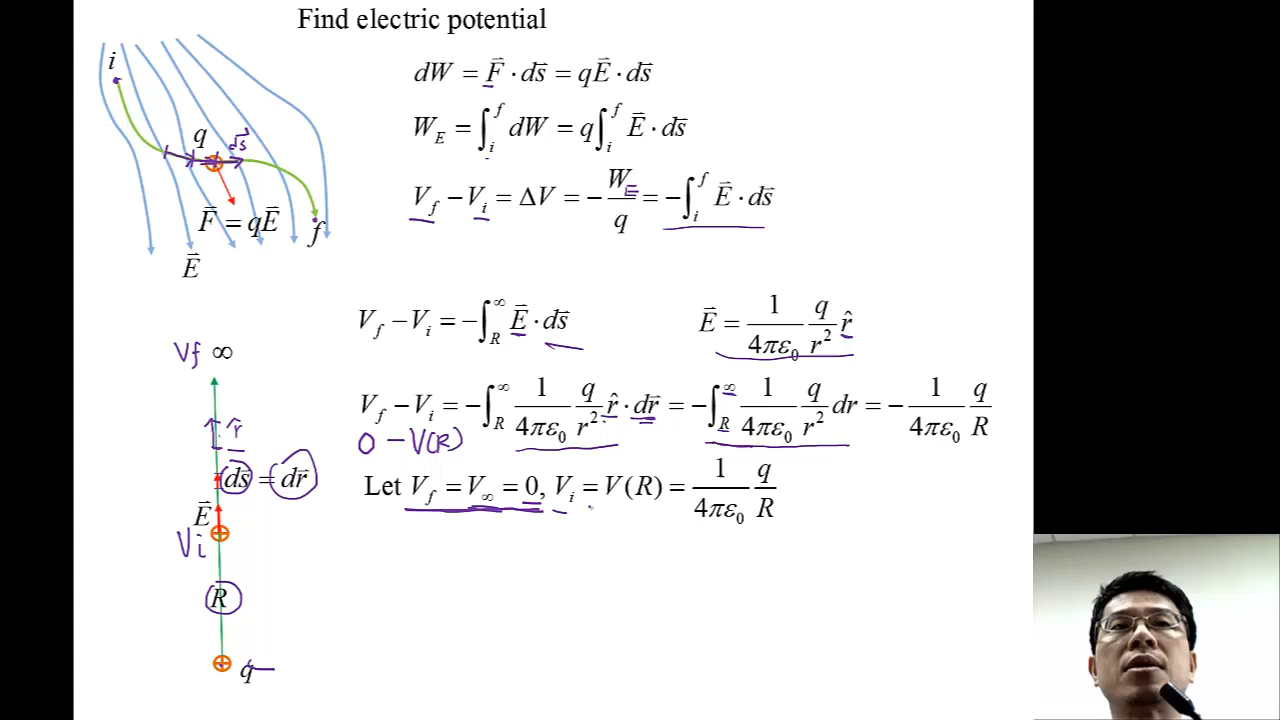 Find electric potential
i
q
ds⃗
F⃗ = qE⃗
f
E⃗
dW = F⃗ · ds⃗ = qE⃗ · ds⃗
W_E = ∫_i^f dW = q∫_i^f E⃗ · ds⃗
V_f − V_i = ΔV = −W_E/q = −∫_i^f E⃗ · ds⃗
V_f − V_i = −∫_R^∞ E⃗ · ds⃗
E⃗ = 1/(4πε₀) q/r² r̂
V_f − V_i = −∫_R^∞ 1/(4πε₀) q/r² r̂ · dr⃗ = −∫_R^∞ 1/(4πε₀) q/r² dr = −1/(4πε₀) q/R
0 − V(R)
Let V_f = V_∞ = 0, V_i = V(R) = 1/(4πε₀) q/R
Vf ∞
r̂
ds⃗ = dr⃗
E⃗
Vi
R
q